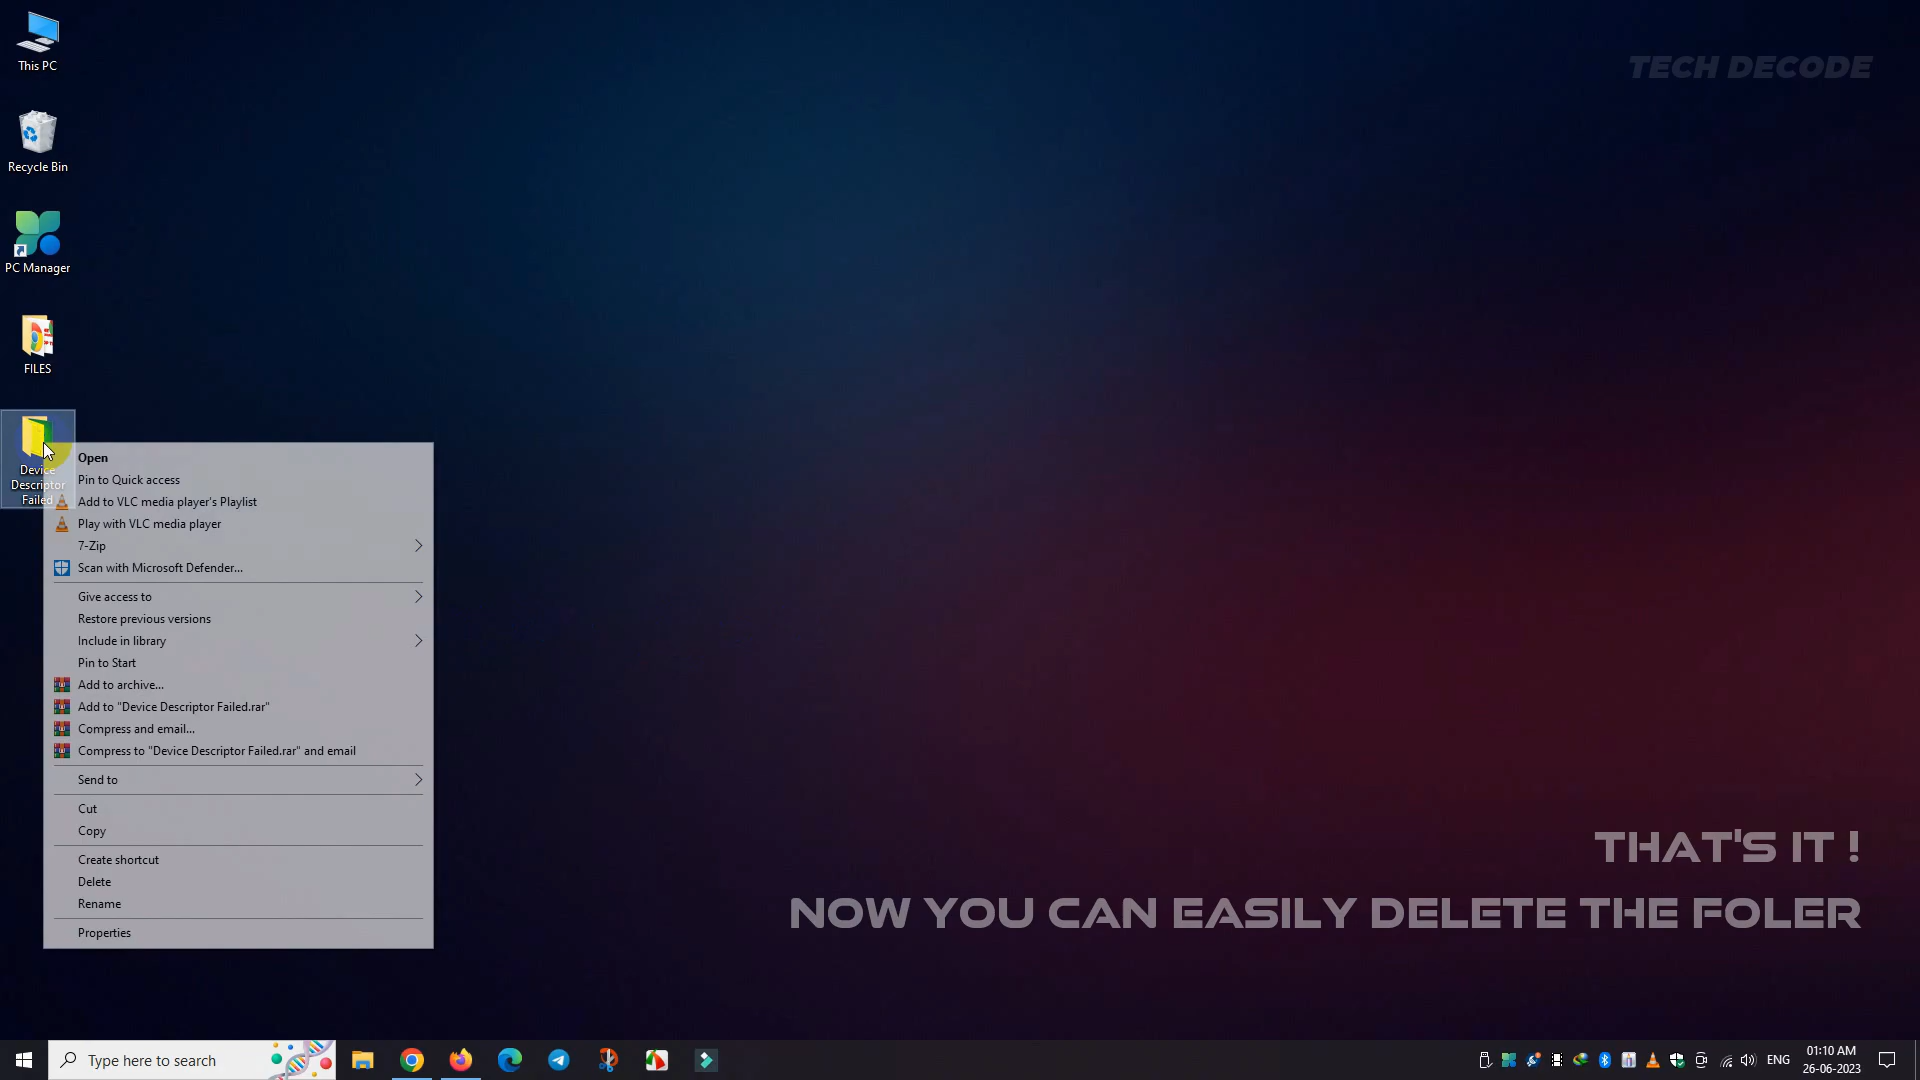 This PC
TECH DECODE
Recycle Bin
PC Manager
FILES
Device
Descriptor
Failed
Open
Pin to Quick access
Add to VLC media player's Playlist
Play with VLC media player
7-Zip
Scan with Microsoft Defender...
Give access to
Restore previous versions
Include in library
Pin to Start
Add to archive...
Add to "Device Descriptor Failed.rar"
Compress and email...
Compress to "Device Descriptor Failed.rar" and email
Send to
Cut
Copy
Create shortcut
Delete
Rename
Properties
THAT'S IT !
NOW YOU CAN EASILY DELETE THE FOLER
Type here to search
ENG
01:10 AM
26-06-2023